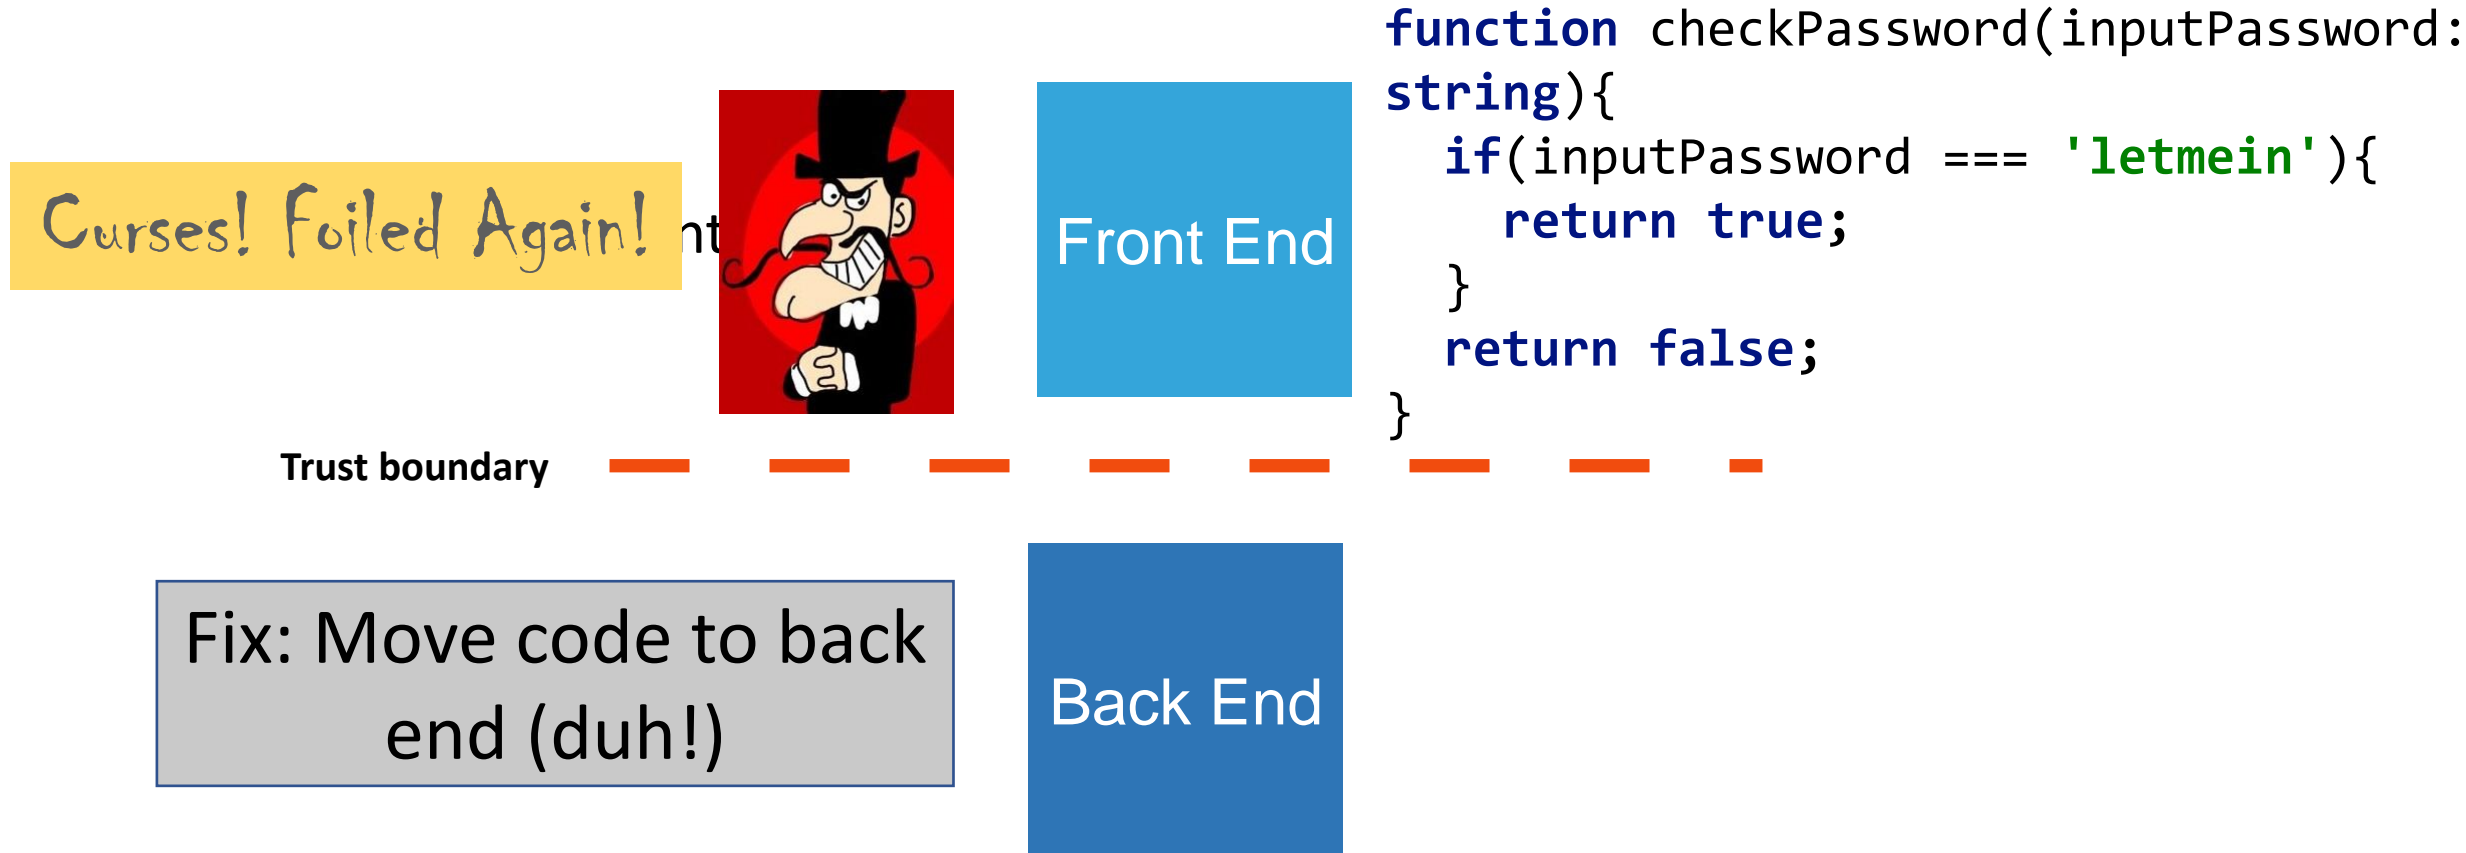 function checkPassword(inputPassword:
string){
  if(inputPassword === 'letmein'){
    return true;
  }
  return false;
}
Curses! Foiled Again!
Front End
Trust boundary
Fix: Move code to back
end (duh!)
Back End